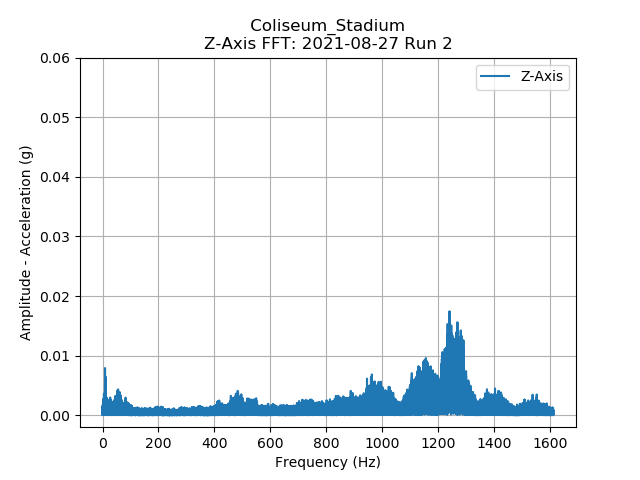 Coliseum_Stadium
Z-Axis FFT: 2021-08-27 Run 2
Z-Axis
0.06
0.05
0.04
0.03
0.02
0.01
0.00
Amplitude - Acceleration (g)
0 200 400 600 800 1000 1200 1400 1600
Frequency (Hz)